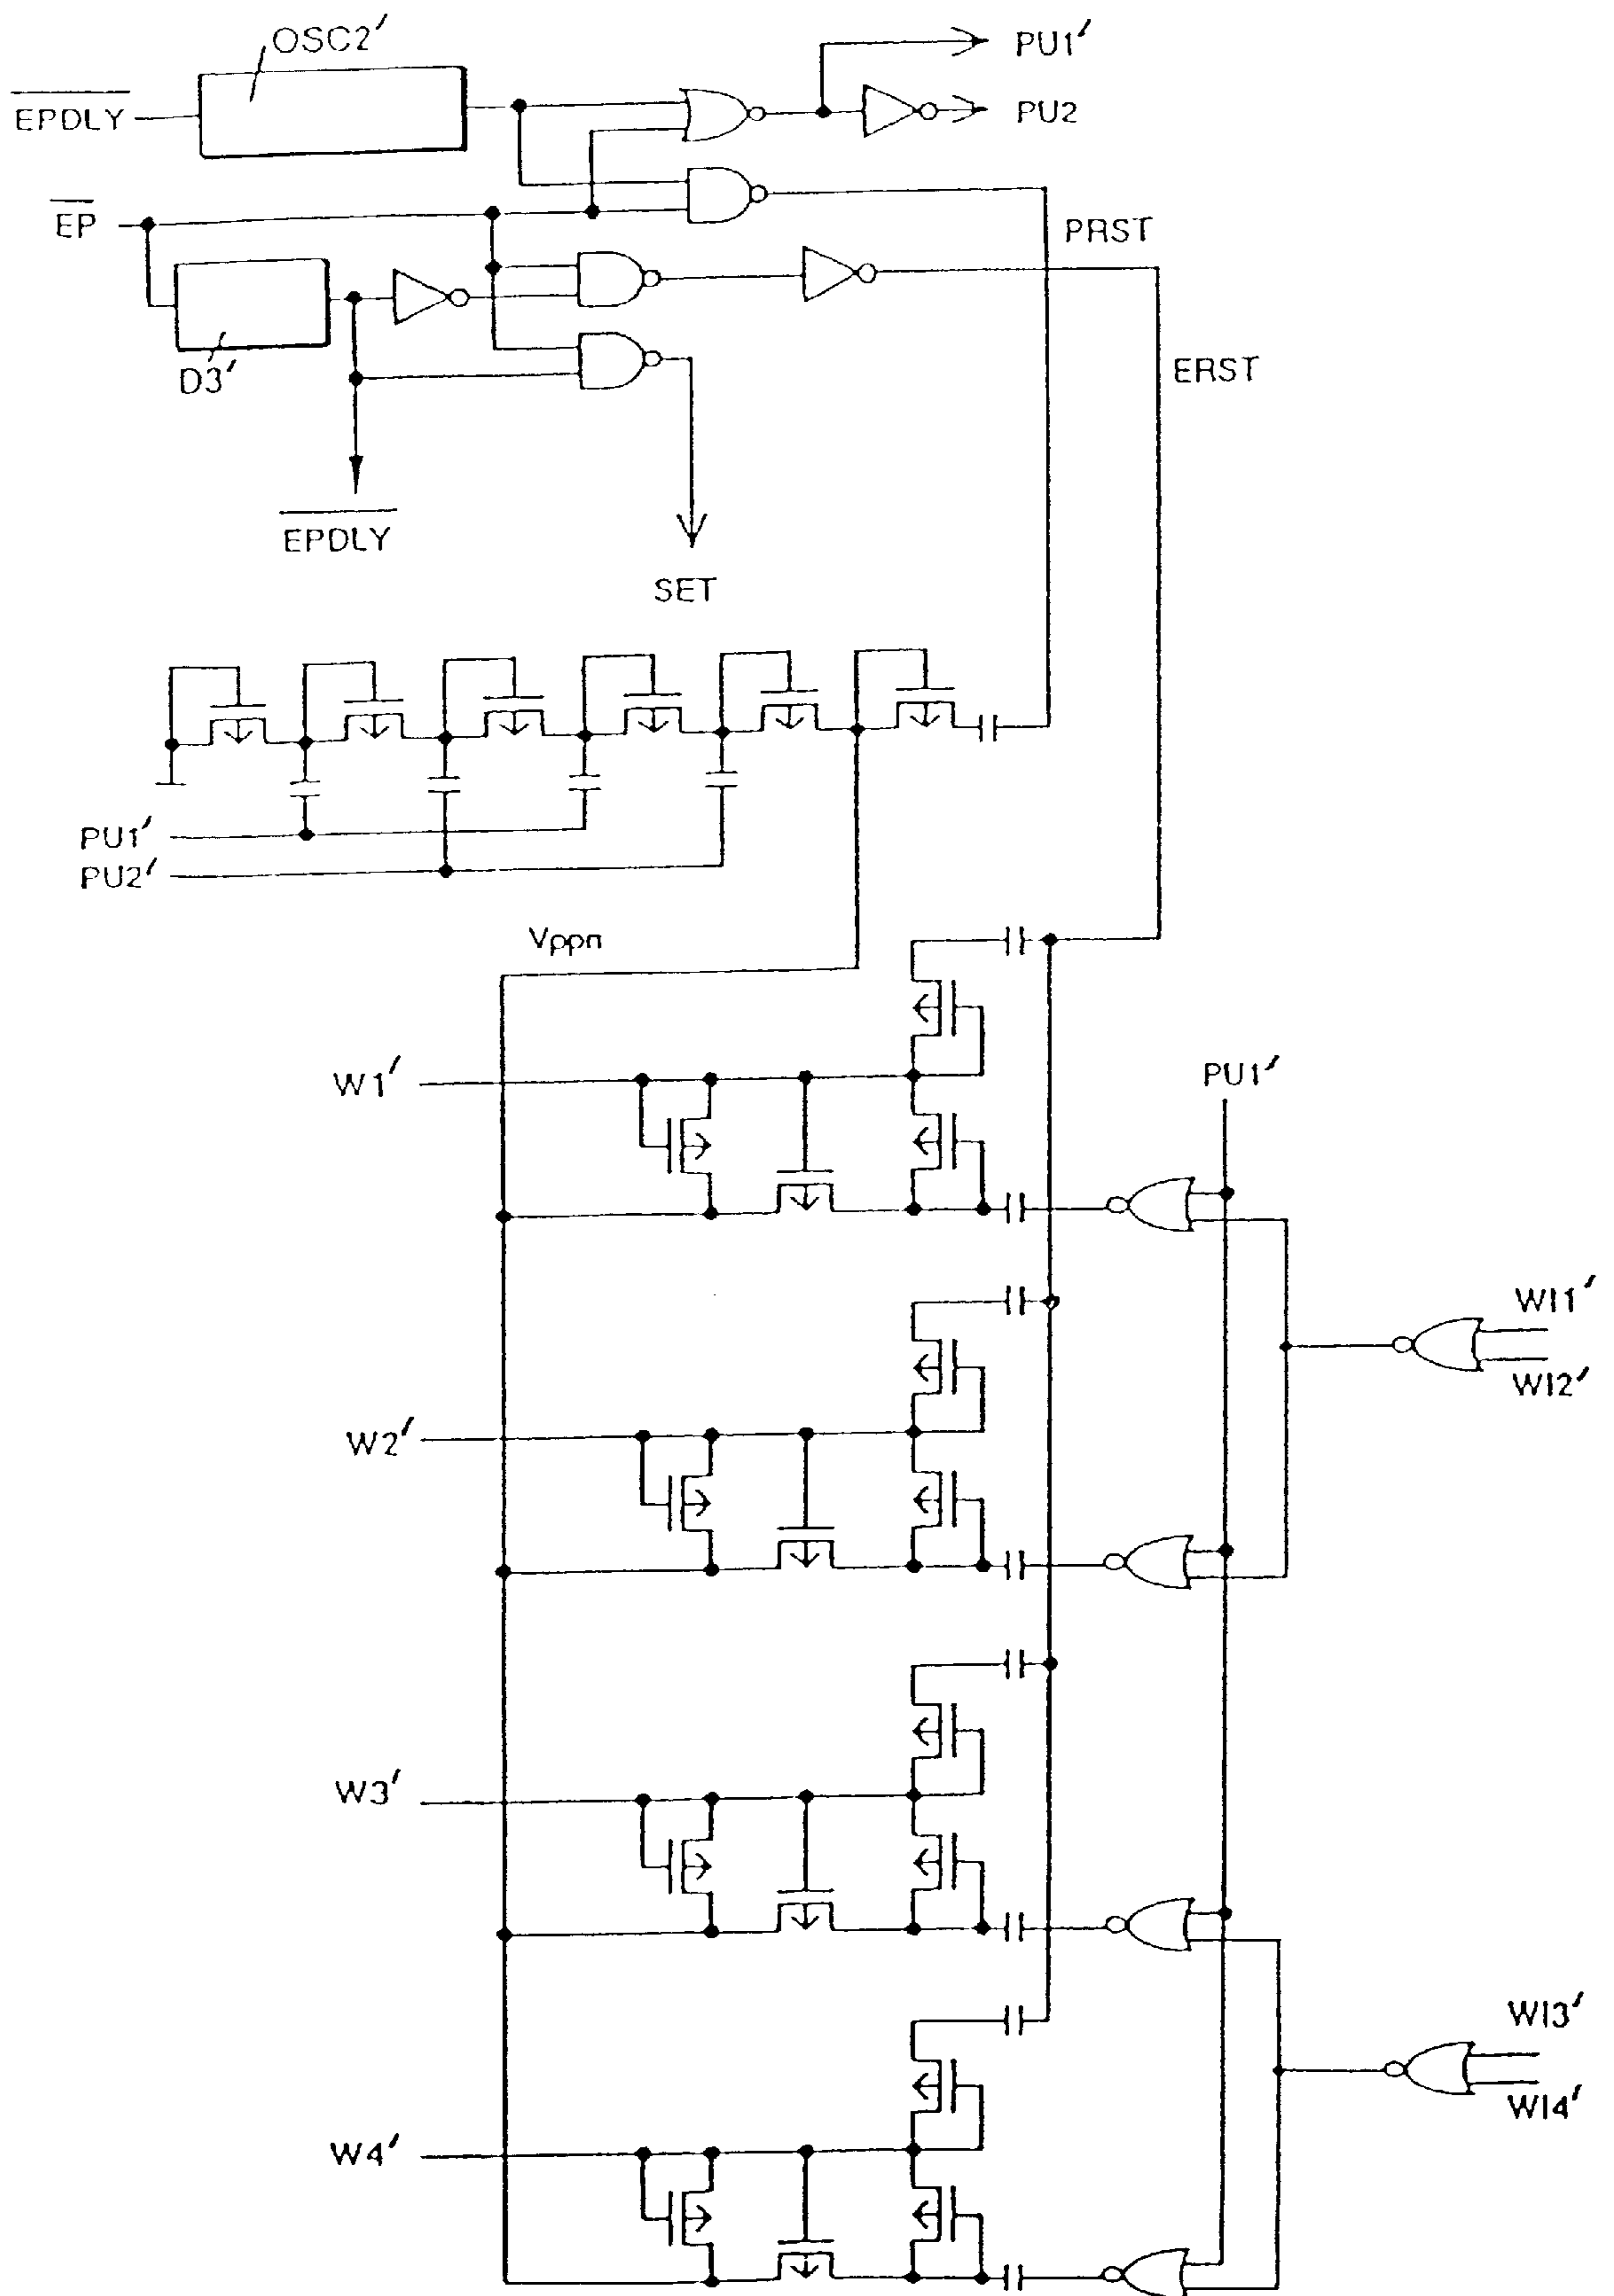 OSC2′
PU1′
EPDLY
PU2
EP
PRST
D3′
ERST
EPDLY
SET
PU1′
PU2′
Vppn
W1′
PU1′
WI1′
WI2′
W2′
W3′
WI3′
WI4′
W4′